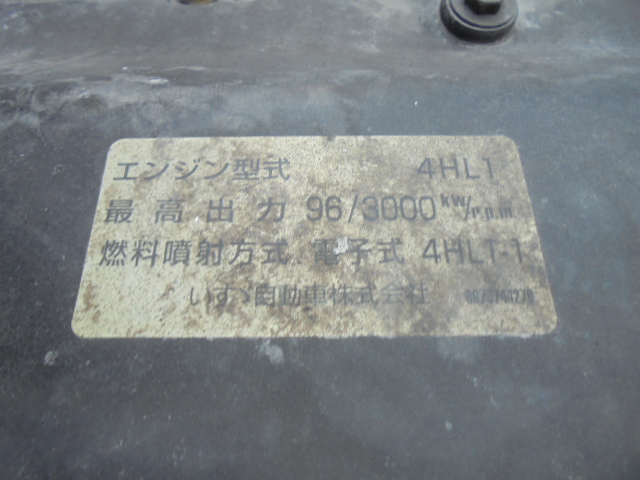 エンジン型式 4HL1
最高出力 96/3000 kW/r.p.m
燃料噴射方式 電子式 4HL1-1
いすゞ自動車株式会社